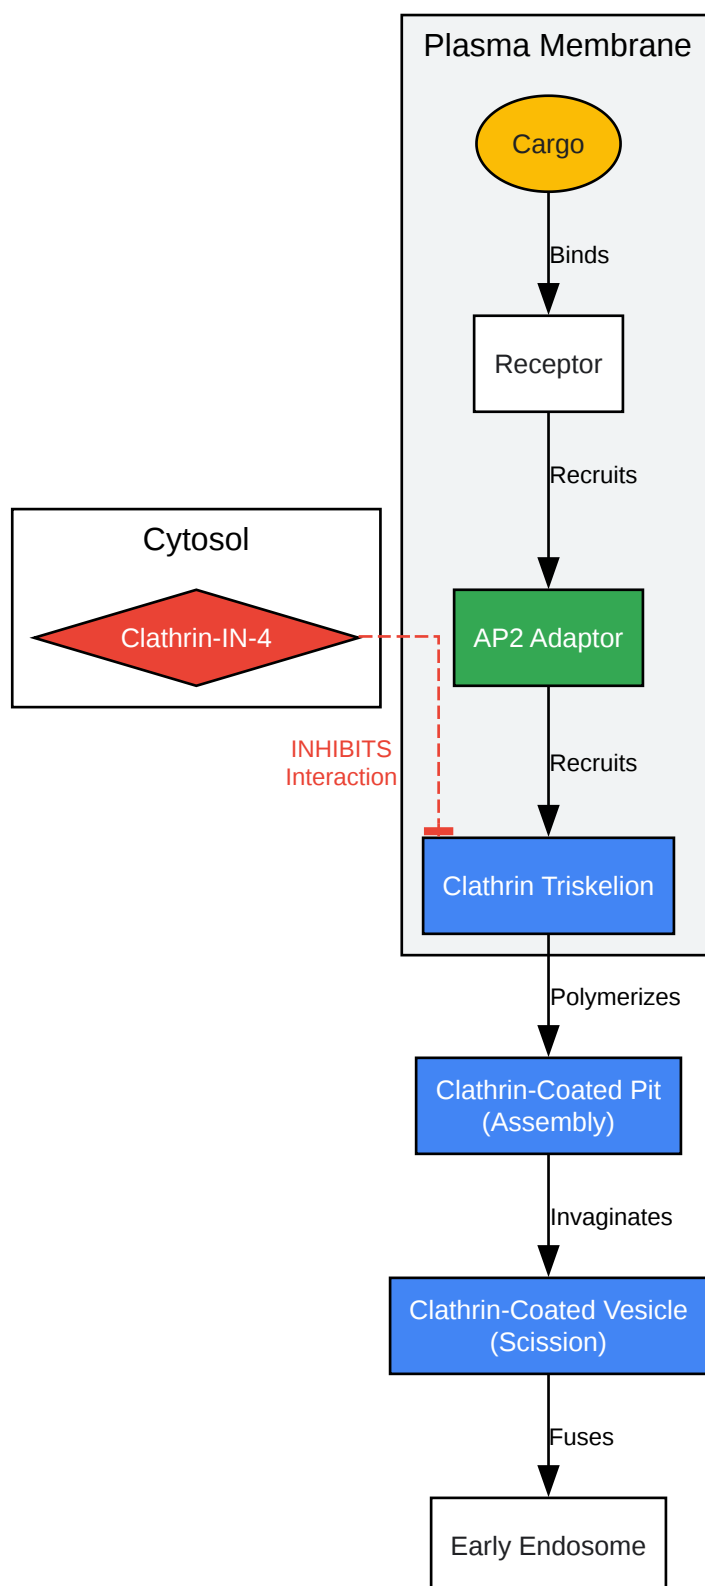 Plasma Membrane
Cargo
Binds
Receptor
Recruits
Cytosol
Clathrin-IN-4
AP2 Adaptor
INHIBITS
Interaction
Recruits
Clathrin Triskelion
Polymerizes
Clathrin-Coated Pit
(Assembly)
Invaginates
Clathrin-Coated Vesicle
(Scission)
Fuses
Early Endosome